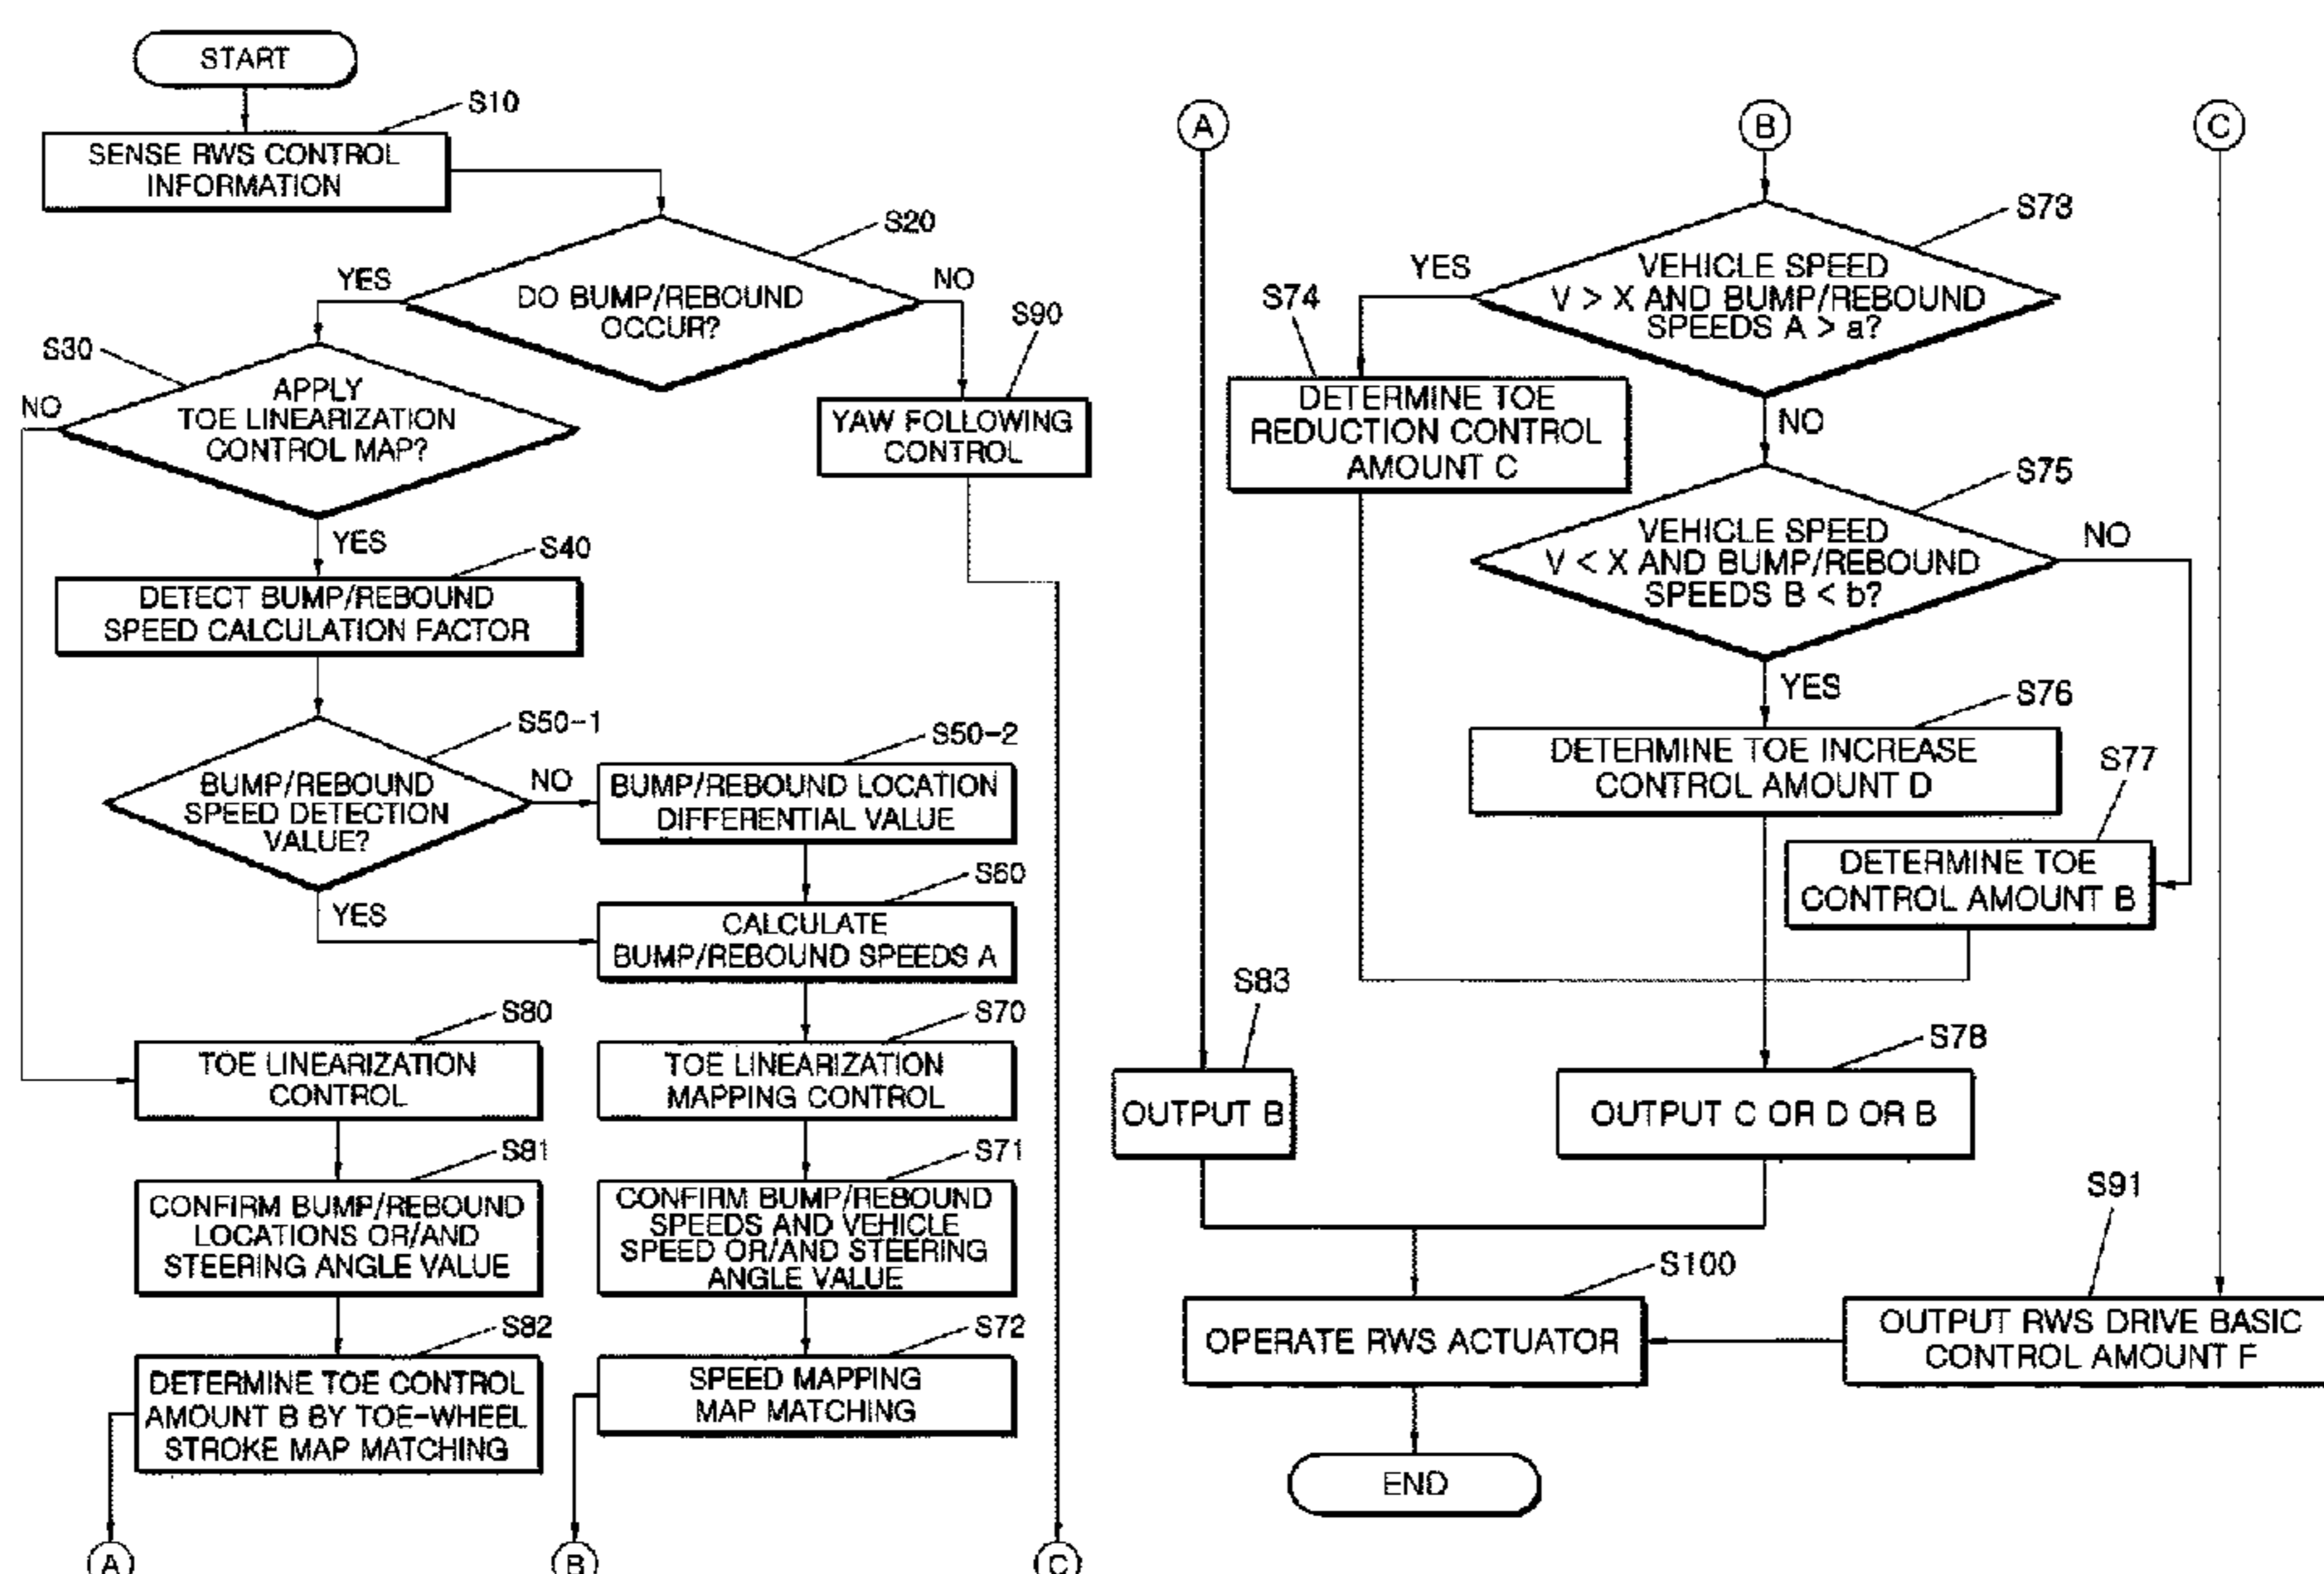 START
S10
SENSE RWS CONTROL
INFORMATION
S20
DO BUMP/REBOUND
OCCUR?
YES
NO
S30
APPLY
TOE LINEARIZATION
CONTROL MAP?
NO
YES
S90
YAW FOLLOWING
CONTROL
S40
DETECT BUMP/REBOUND
SPEED CALCULATION FACTOR
S50-1
BUMP/REBOUND
SPEED DETECTION
VALUE?
NO
YES
S50-2
BUMP/REBOUND LOCATION
DIFFERENTIAL VALUE
S60
CALCULATE
BUMP/REBOUND SPEEDS A
S80
TOE LINEARIZATION
CONTROL
S70
TOE LINEARIZATION
MAPPING CONTROL
S81
CONFIRM BUMP/REBOUND
LOCATIONS OR/AND
STEERING ANGLE VALUE
S71
CONFIRM BUMP/REBOUND
SPEEDS AND VEHICLE
SPEED OR/AND STEERING
ANGLE VALUE
S82
DETERMINE TOE CONTROL
AMOUNT B BY TOE-WHEEL
STROKE MAP MATCHING
S72
SPEED MAPPING
MAP MATCHING
A
B
C
A
B
C
S73
VEHICLE SPEED
V > X AND BUMP/REBOUND
SPEEDS A > a?
YES
NO
S74
DETERMINE TOE
REDUCTION CONTROL
AMOUNT C
S75
VEHICLE SPEED
V < X AND BUMP/REBOUND
SPEEDS B < b?
NO
YES
S76
DETERMINE TOE INCREASE
CONTROL AMOUNT D
S77
DETERMINE TOE
CONTROL AMOUNT B
S83
OUTPUT B
S78
OUTPUT C OR D OR B
S91
OUTPUT RWS DRIVE BASIC
CONTROL AMOUNT F
S100
OPERATE RWS ACTUATOR
END